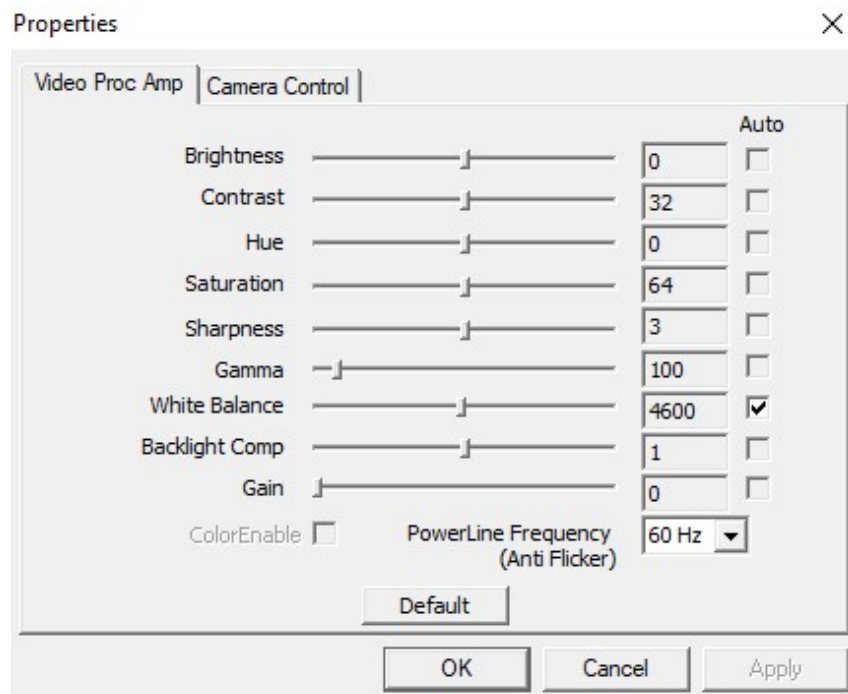 Properties
Video Proc Amp Camera Control
Auto
Brightness 0
Contrast 32
Hue 0
Saturation 64
Sharpness 3
Gamma 100
White Balance 4600
Backlight Comp 1
Gain 0
ColorEnable PowerLine Frequency 60 Hz
(Anti Flicker)
Default
OK Cancel Apply